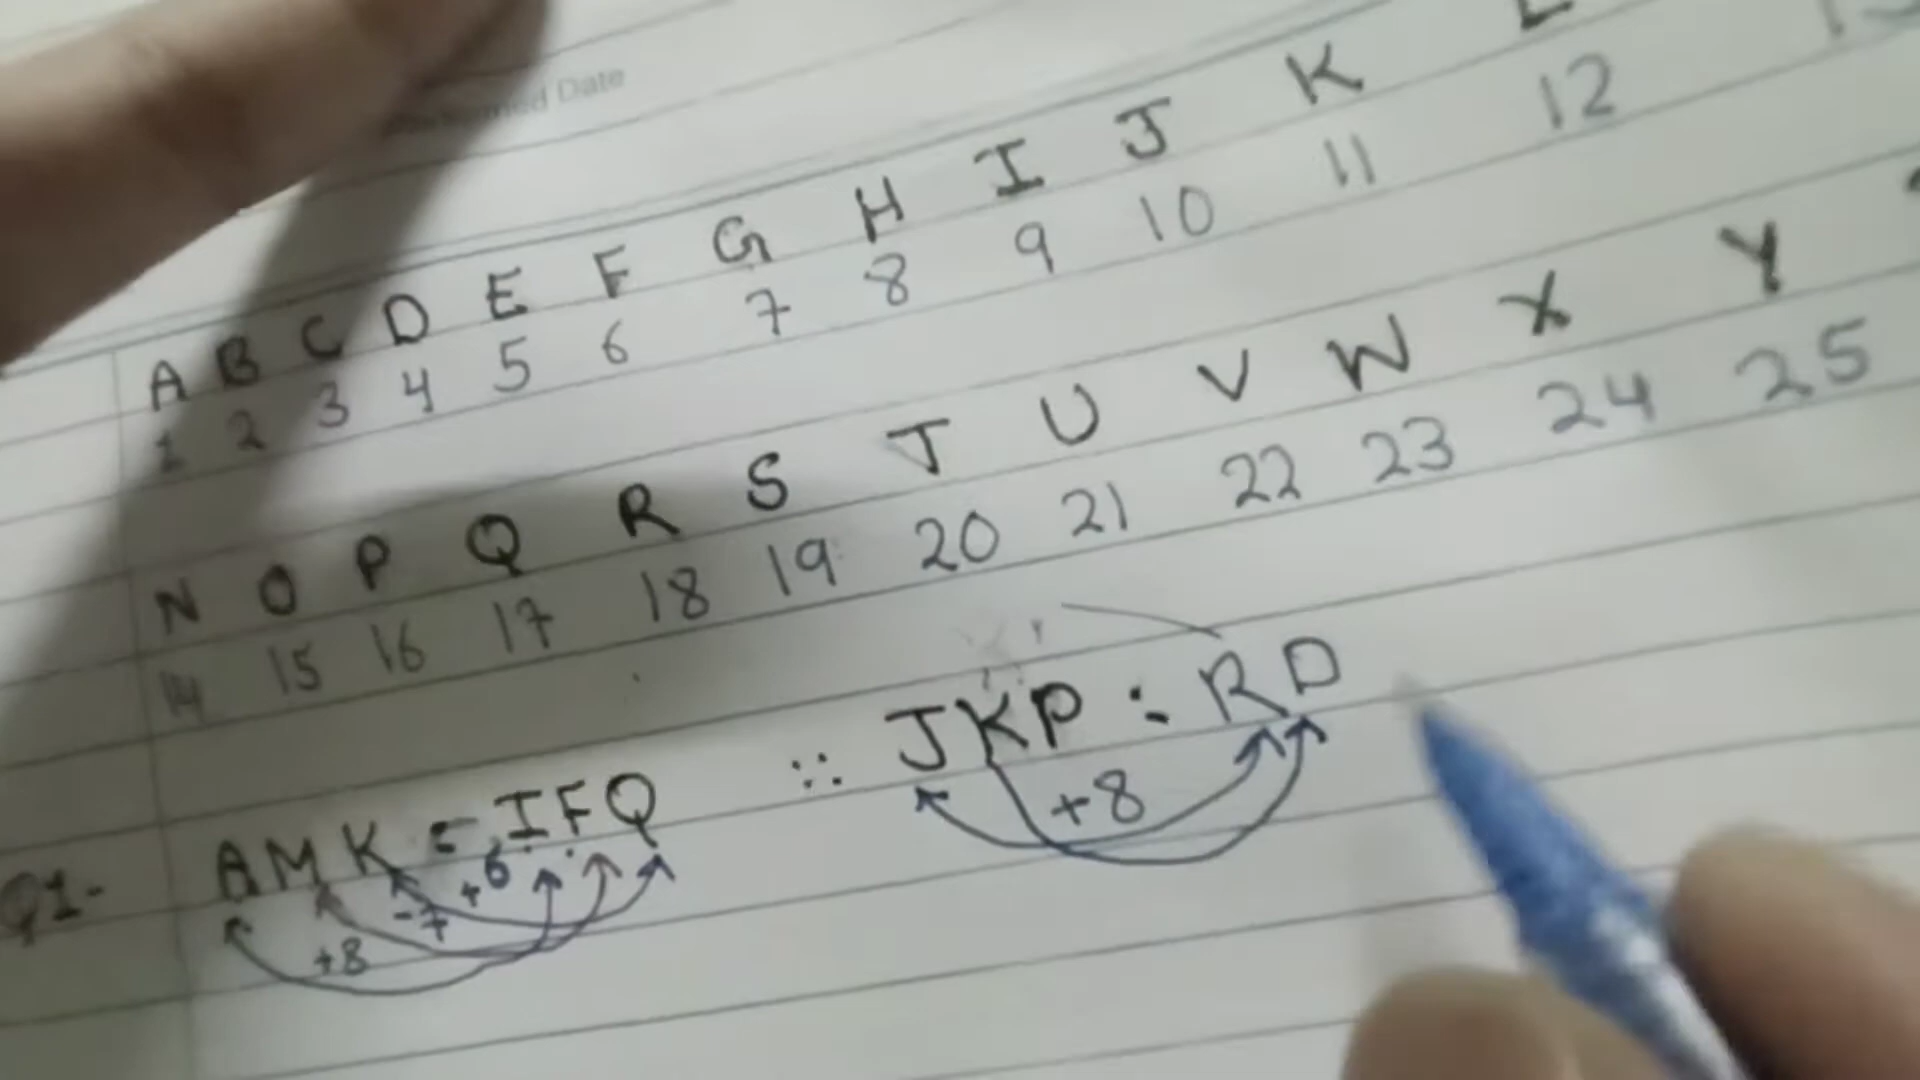 Date
A B C D E F G H I J K L
1 2 3 4 5 6 7 8 9 10 11 12
N O P Q R S T U V W X Y
14 15 16 17 18 19 20 21 22 23 24 25
Q1- AMK = IFQ :: JKP : RD
+8 -7 +6 +8